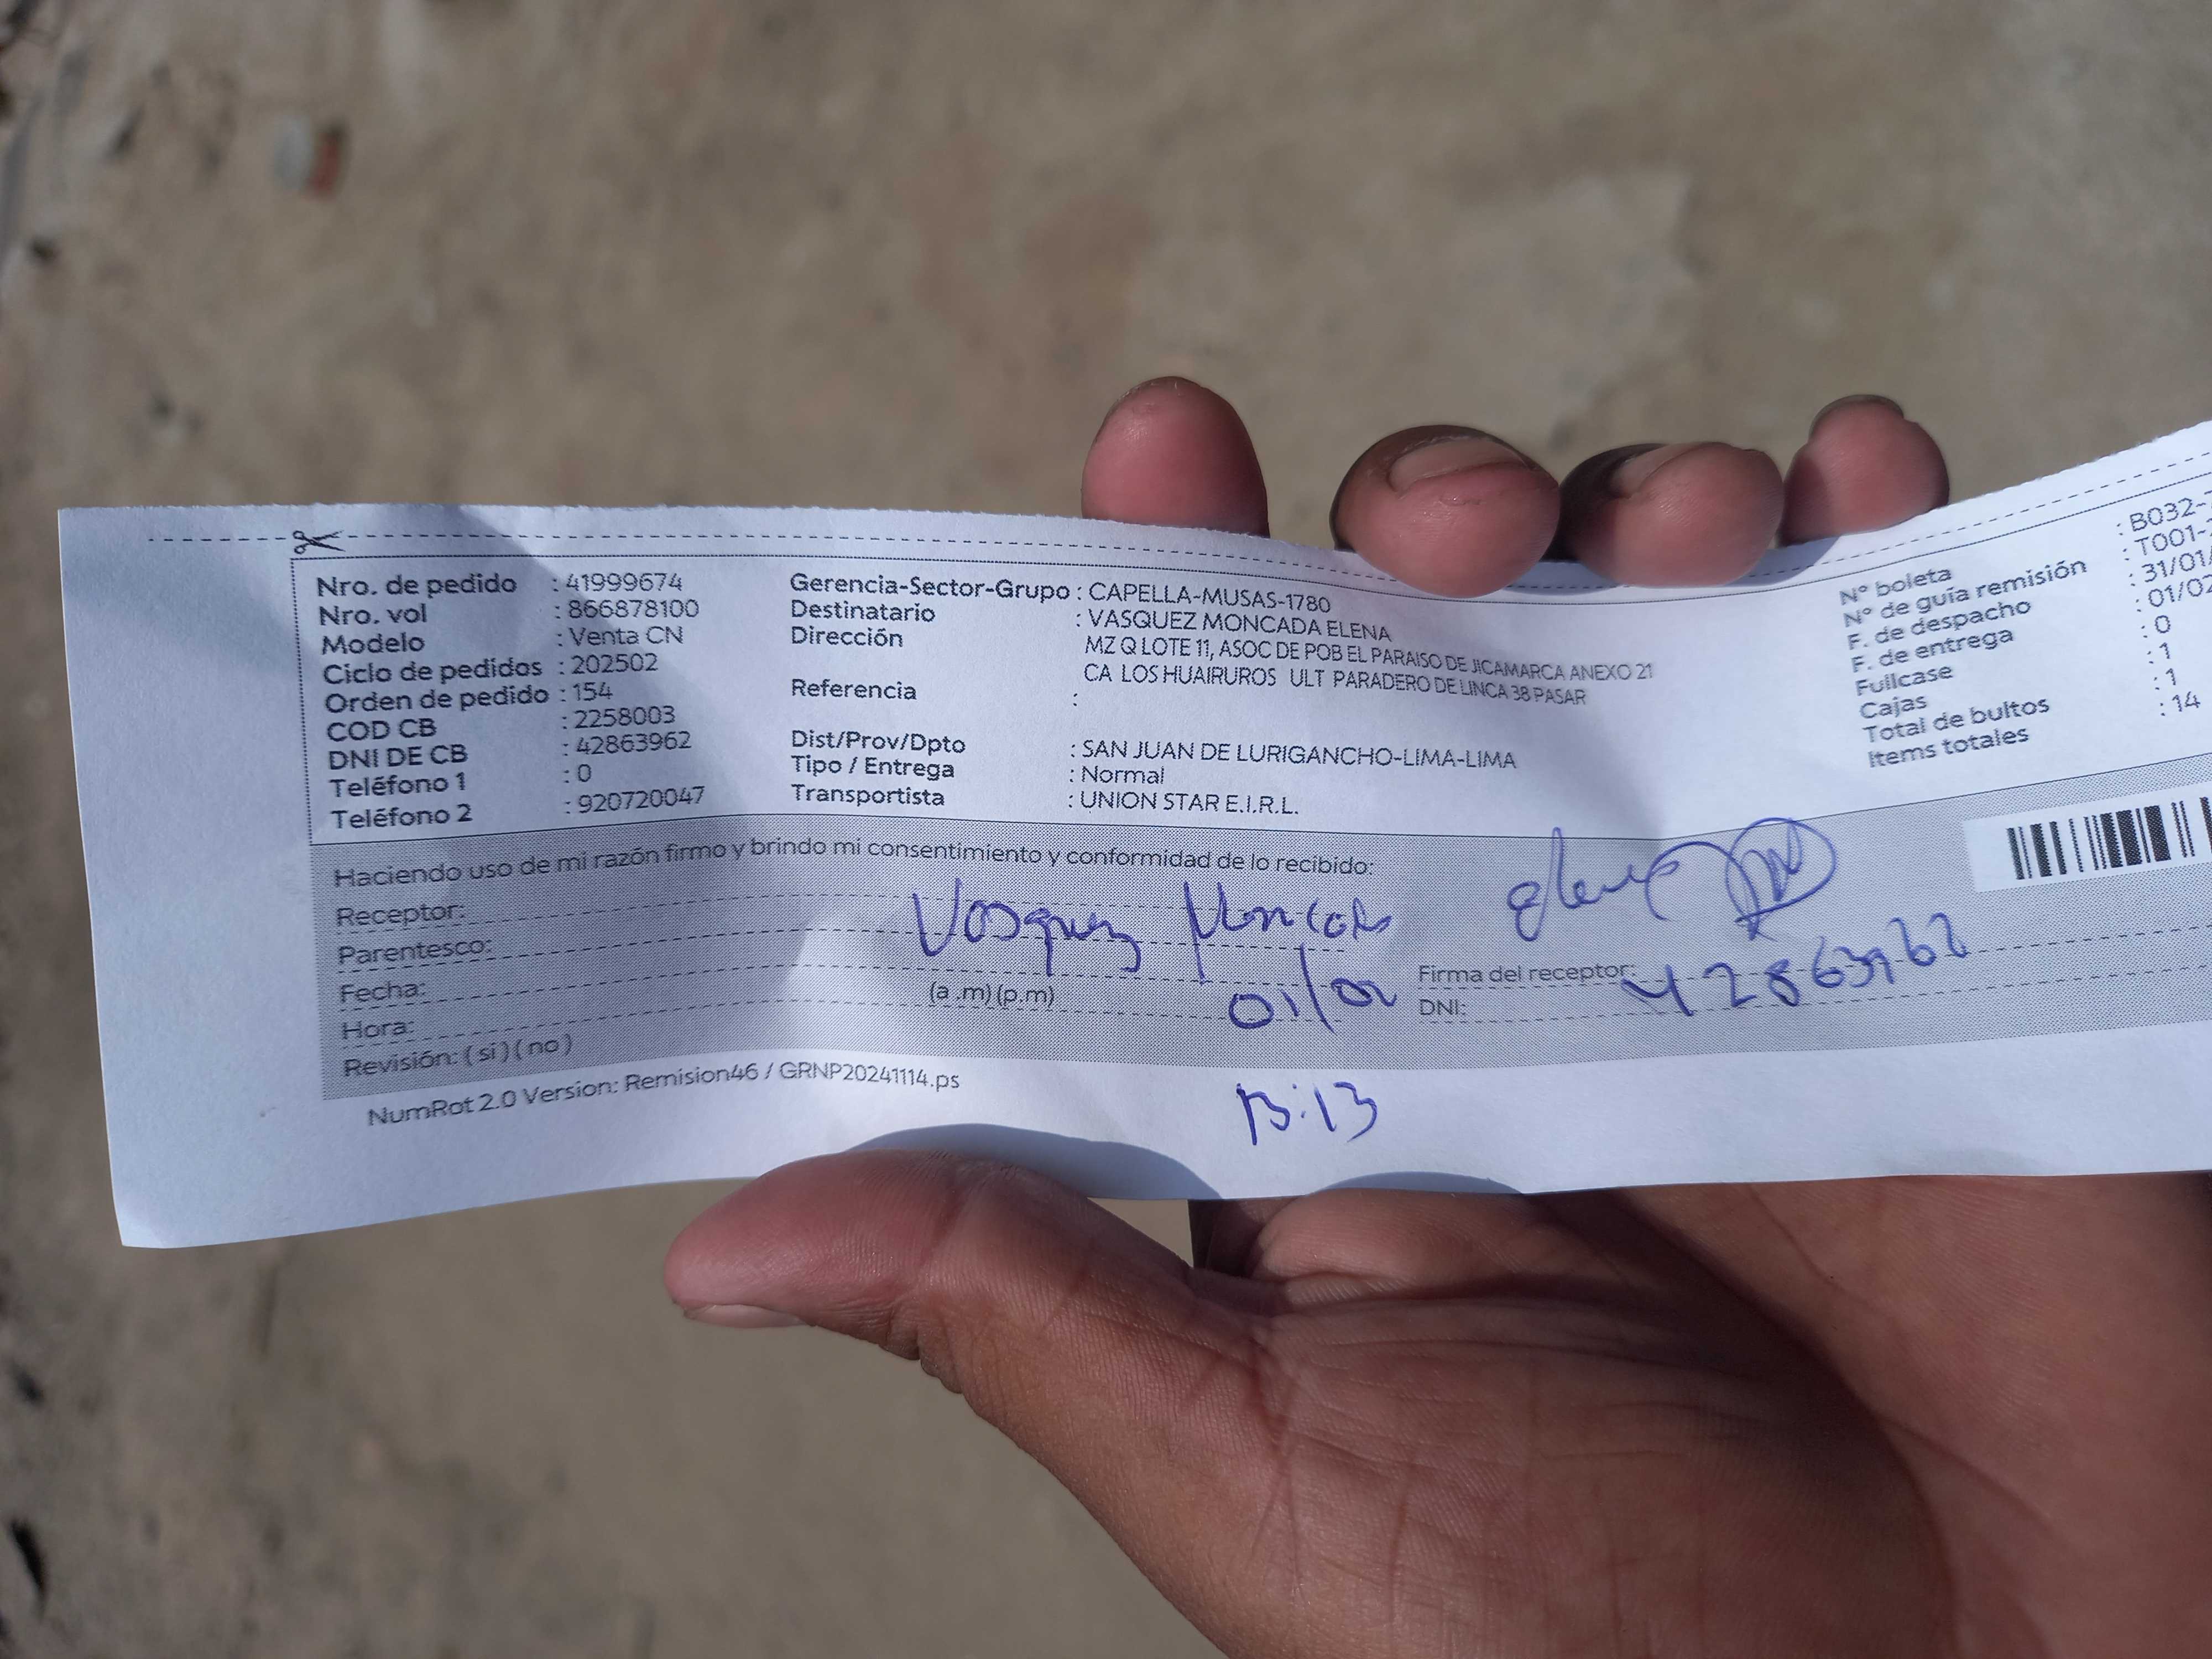 Nro. de pedido : 41999674
Nro. vol : 866878100
Modelo : Venta CN
Ciclo de pedidos : 202502
Orden de pedido : 154
COD CB : 2258003
DNI DE CB : 42863962
Teléfono 1 : 0
Teléfono 2 : 920720047
Gerencia-Sector-Grupo : CAPELLA-MUSAS-1780
Destinatario : VASQUEZ MONCADA ELENA
Dirección : MZ Q LOTE 11, ASOC DE POB EL PARAISO DE JICAMARCA ANEXO 21
CA LOS HUAIRUROS ULT PARADERO DE LINCA 38 PASAR
Referencia :
Dist/Prov/Dpto : SAN JUAN DE LURIGANCHO-LIMA-LIMA
Tipo / Entrega : Normal
Transportista : UNION STAR E.I.R.L.
N° boleta : B032-
N° de guía remisión : T001-
F. de despacho : 31/01/
F. de entrega : 01/02
Fullcase : 0
Cajas : 1
Total de bultos : 1
Items totales : 14
Haciendo uso de mi razón firmo y brindo mi consentimiento y conformidad de lo recibido:
Receptor: Vasquez Moncada
Parentesco:
Fecha: 01/02
Hora: (a .m) (p.m)
Revisión: ( si ) ( no )
Elena
Firma del receptor:
DNI: 42863962
13:13
NumRot 2.0 Version: Remision46 / GRNP20241114.ps